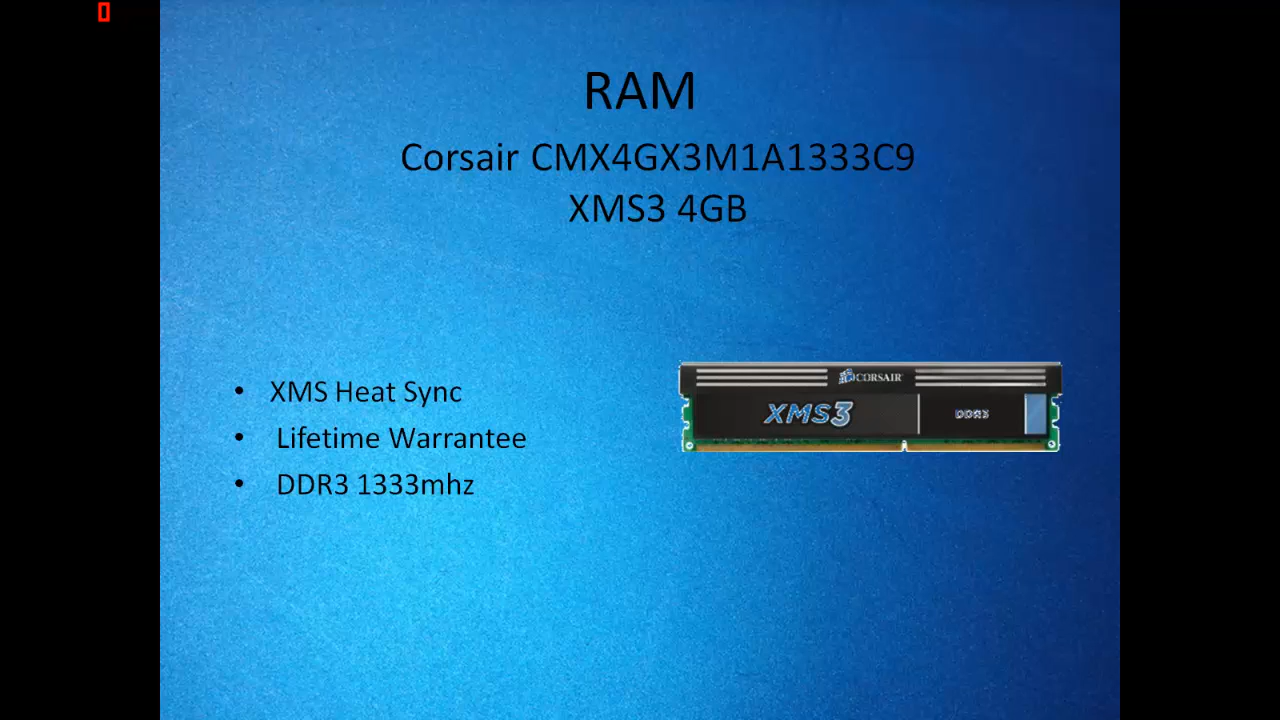 RAM
Corsair CMX4GX3M1A1333C9
XMS3 4GB
• XMS Heat Sync
• Lifetime Warrantee
• DDR3 1333mhz
CORSAIR
XMS3
DDR3